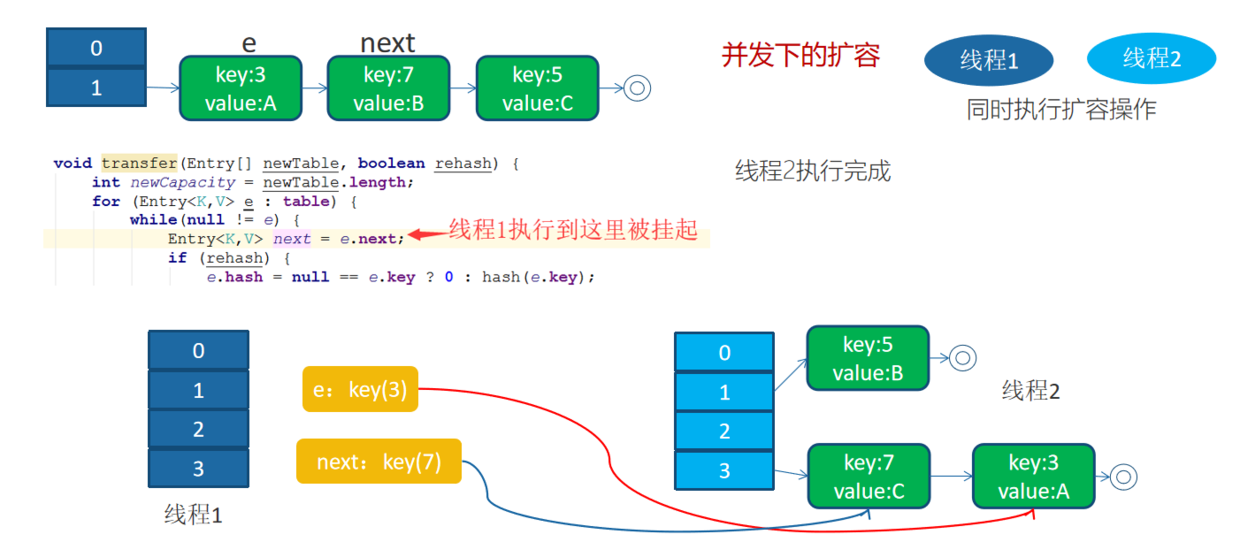 0
1
e
next
key:3
value:A
key:7
value:B
key:5
value:C
并发下的扩容
线程1
线程2
同时执行扩容操作
线程2执行完成
void transfer(Entry[] newTable, boolean rehash) {
int newCapacity = newTable.length;
for (Entry<K,V> e : table) {
while(null != e) {
Entry<K,V> next = e.next;
线程1执行到这里被挂起
if (rehash) {
e.hash = null == e.key ? 0 : hash(e.key);
0
1
2
3
线程1
e：key(3)
next：key(7)
0
1
2
3
key:5
value:B
线程2
key:7
value:C
key:3
value:A